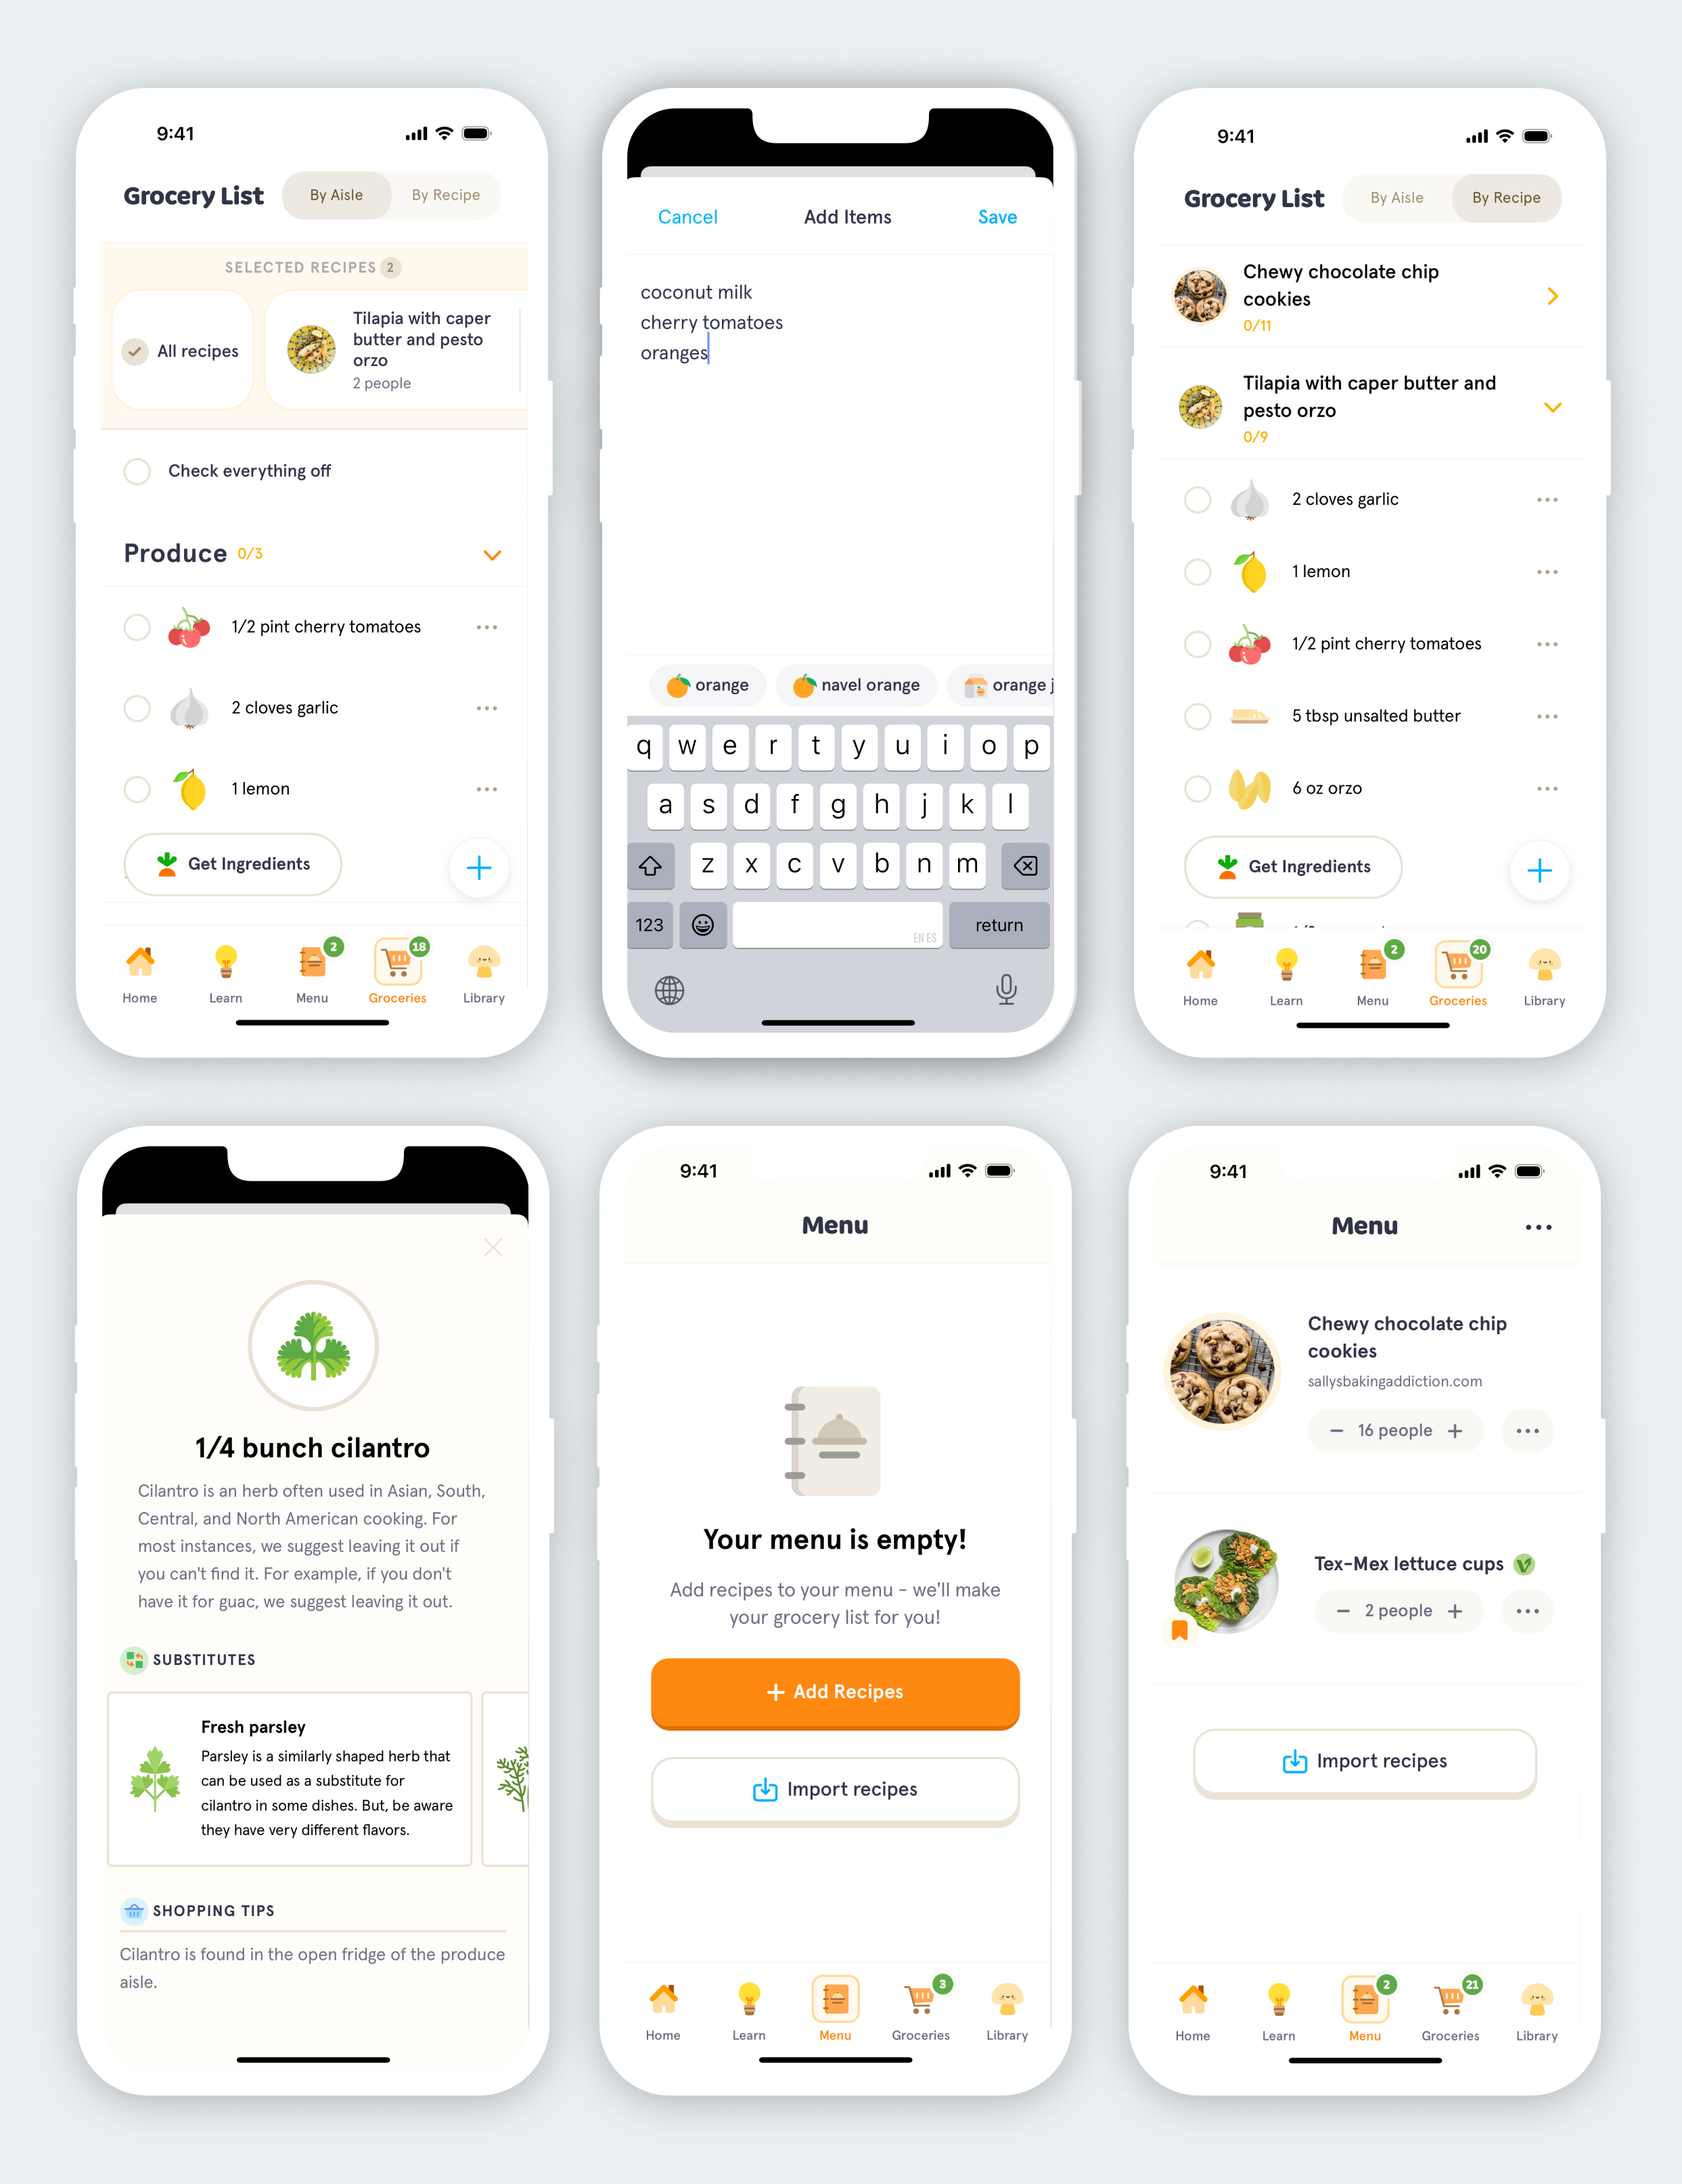 9:41
Grocery List
By Aisle
By Recipe
SELECTED RECIPES 2
All recipes
Tilapia with caper
butter and pesto
orzo
2 people
Check everything off
Produce 0/3
1/2 pint cherry tomatoes
2 cloves garlic
1 lemon
Get Ingredients
2
18
Home
Learn
Menu
Groceries
Library
Cancel
Add Items
Save
coconut milk
cherry tomatoes
oranges
orange
navel orange
orange j
q w e r t y u i o p
a s d f g h j k l
z x c v b n m
123
EN ES
return
9:41
Grocery List
By Aisle
By Recipe
Chewy chocolate chip
cookies
0/11
Tilapia with caper butter and
pesto orzo
0/9
2 cloves garlic
1 lemon
1/2 pint cherry tomatoes
5 tbsp unsalted butter
6 oz orzo
Get Ingredients
2
20
Home
Learn
Menu
Groceries
Library
1/4 bunch cilantro
Cilantro is an herb often used in Asian, South,
Central, and North American cooking. For
most instances, we suggest leaving it out if
you can't find it. For example, if you don't
have it for guac, we suggest leaving it out.
SUBSTITUTES
Fresh parsley
Parsley is a similarly shaped herb that
can be used as a substitute for
cilantro in some dishes. But, be aware
they have very different flavors.
SHOPPING TIPS
Cilantro is found in the open fridge of the produce
aisle.
9:41
Menu
Your menu is empty!
Add recipes to your menu - we'll make
your grocery list for you!
+ Add Recipes
Import recipes
3
Home
Learn
Menu
Groceries
Library
9:41
Menu
Chewy chocolate chip
cookies
sallysbakingaddiction.com
− 16 people +
Tex-Mex lettuce cups
− 2 people +
Import recipes
2
21
Home
Learn
Menu
Groceries
Library